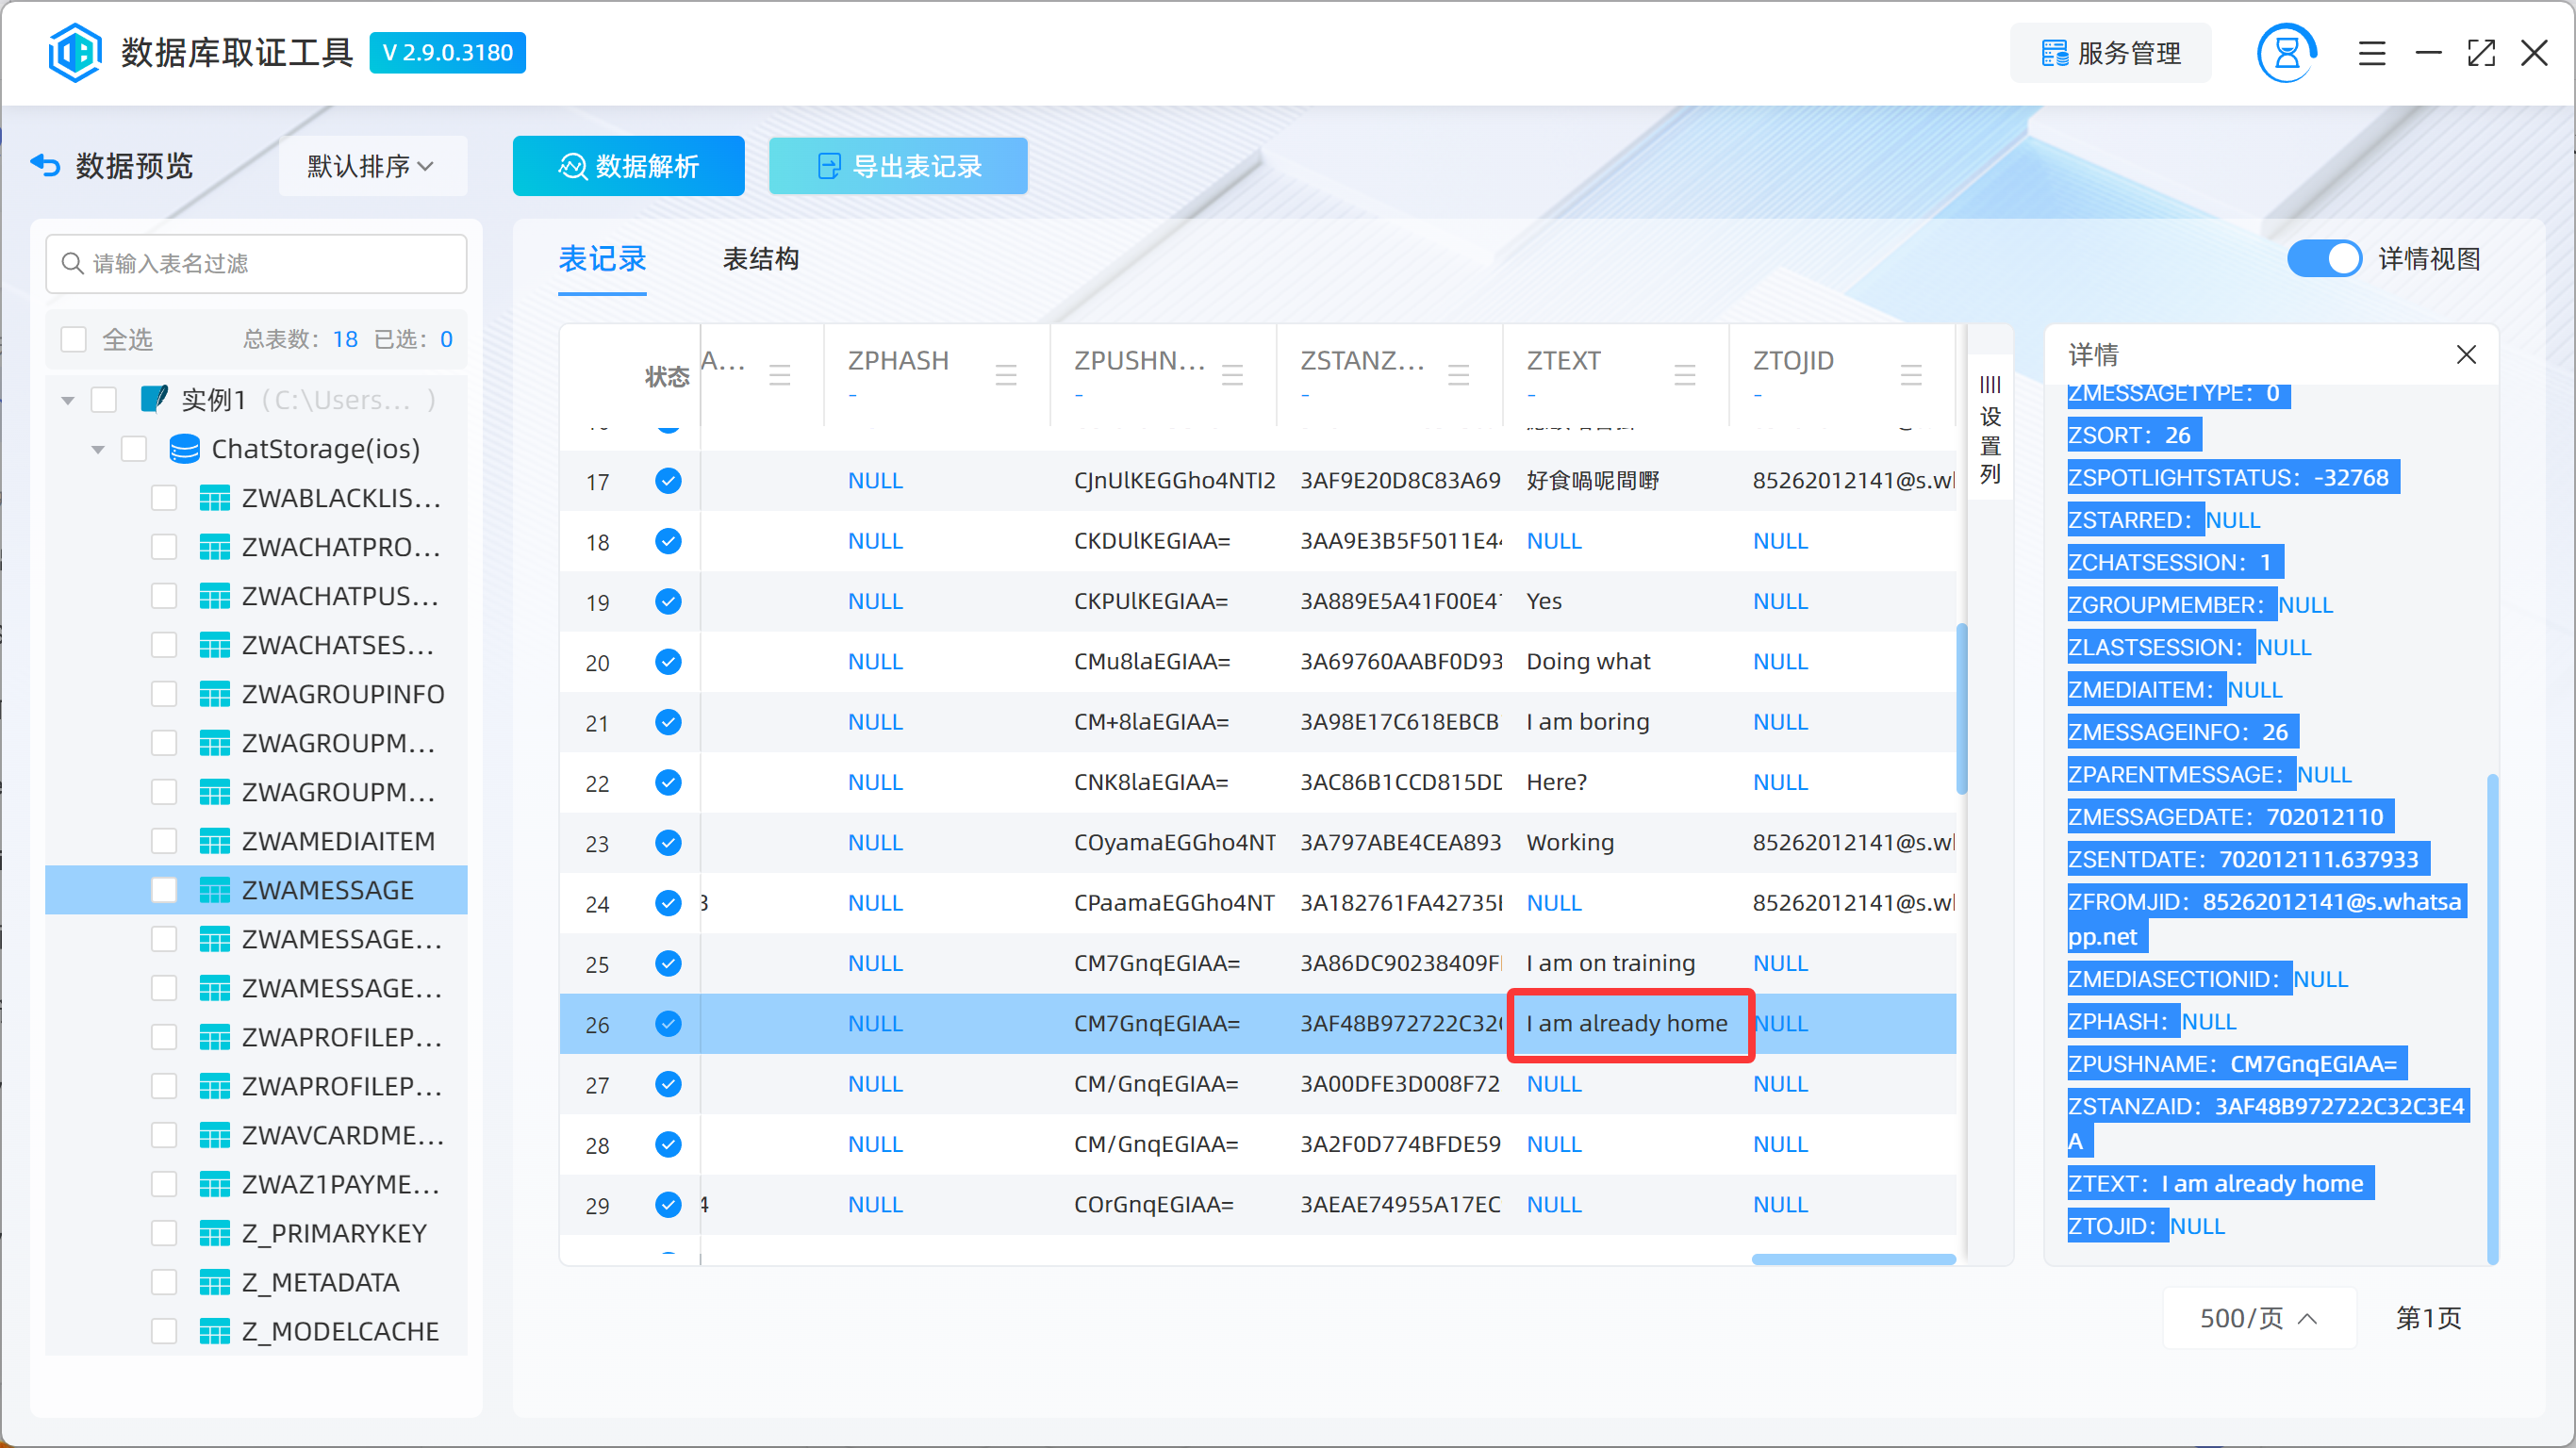 数据库取证工具 V 2.9.0.3180 服务管理
数据预览 默认排序 数据解析 导出表记录
请输入表名过滤
全选 总表数：18 已选：0
实例1（C:\Users... ）
ChatStorage(ios)
ZWABLACKLIS...
ZWACHATPRO...
ZWACHATPUS...
ZWACHATSES...
ZWAGROUPINFO
ZWAGROUPM...
ZWAGROUPM...
ZWAMEDIAITEM
ZWAMESSAGE
ZWAMESSAGE...
ZWAMESSAGE...
ZWAPROFILEP...
ZWAPROFILEP...
ZWAVCARDME...
ZWAZ1PAYME...
Z_PRIMARYKEY
Z_METADATA
Z_MODELCACHE
表记录 表结构 详情视图
状态 A... ZPHASH ZPUSHN... ZSTANZ... ZTEXT ZTOJID
- - - - -
17 NULL CJnUlKEGGho4NTI2 3AF9E20D8C83A69 好食喎呢間嘢 85262012141@s.w
18 NULL CKDUlKEGIAA= 3AA9E3B5F5011E4 NULL NULL
19 NULL CKPUlKEGIAA= 3A889E5A41F00E4 Yes NULL
20 NULL CMu8laEGIAA= 3A69760AABF0D93 Doing what NULL
21 NULL CM+8laEGIAA= 3A98E17C618EBCB I am boring NULL
22 NULL CNK8laEGIAA= 3AC86B1CCD815DD Here? NULL
23 NULL COyamaEGGho4NT 3A797ABE4CEA893 Working 85262012141@s.w
24 3 NULL CPaamaEGGho4NT 3A182761FA42735 NULL 85262012141@s.w
25 NULL CM7GnqEGIAA= 3A86DC90238409F I am on training NULL
26 NULL CM7GnqEGIAA= 3AF48B972722C32 I am already home NULL
27 NULL CM/GnqEGIAA= 3A00DFE3D008F72 NULL NULL
28 NULL CM/GnqEGIAA= 3A2F0D774BFDE59 NULL NULL
29 4 NULL COrGnqEGIAA= 3AEAE74955A17EC NULL NULL
设
置
列
详情
ZMESSAGETYPE：0
ZSORT：26
ZSPOTLIGHTSTATUS：-32768
ZSTARRED：NULL
ZCHATSESSION：1
ZGROUPMEMBER：NULL
ZLASTSESSION：NULL
ZMEDIAITEM：NULL
ZMESSAGEINFO：26
ZPARENTMESSAGE：NULL
ZMESSAGEDATE：702012110
ZSENTDATE：702012111.637933
ZFROMJID：85262012141@s.whatsa
pp.net
ZMEDIASECTIONID：NULL
ZPHASH：NULL
ZPUSHNAME：CM7GnqEGIAA=
ZSTANZAID：3AF48B972722C32C3E4
A
ZTEXT：I am already home
ZTOJID：NULL
500/页 第1页